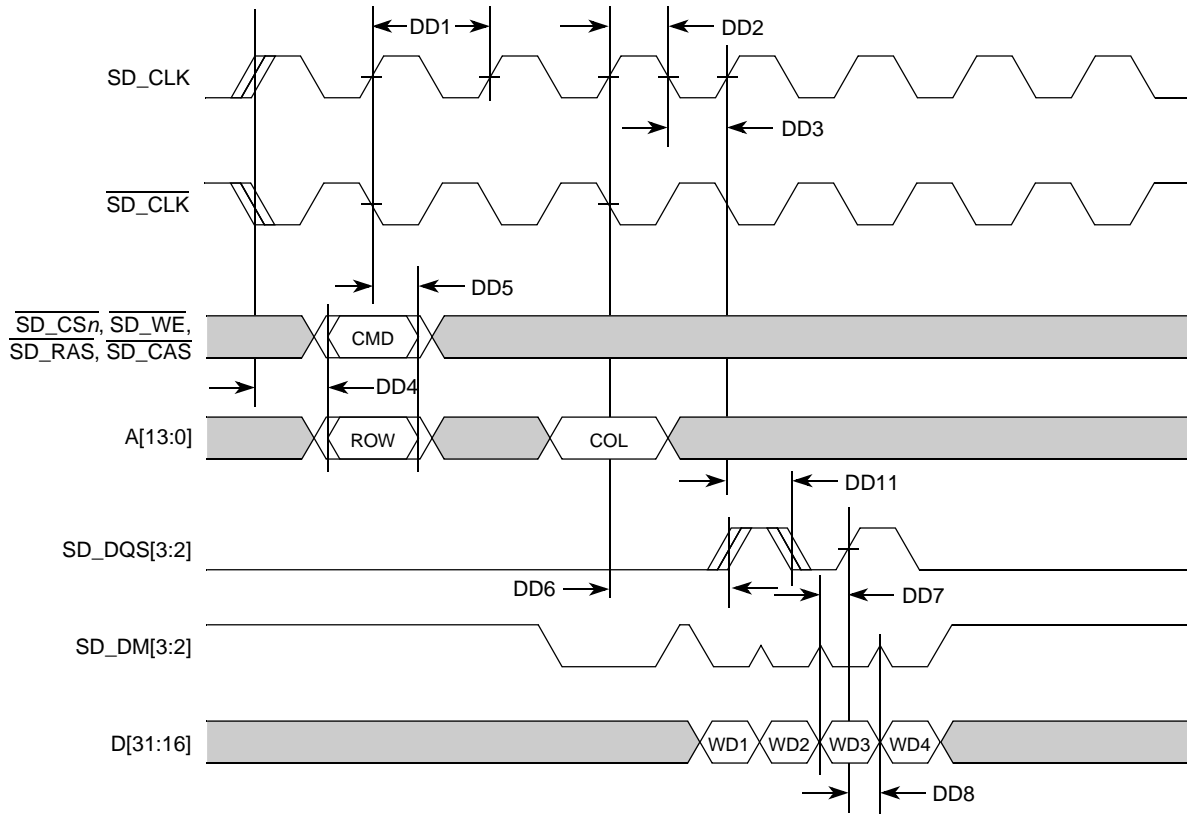 DD1
DD2
SD_CLK
DD3
SD_CLK
DD5
SD_CSn, SD_WE,
SD_RAS, SD_CAS
CMD
DD4
A[13:0]
ROW
COL
DD11
SD_DQS[3:2]
DD6
DD7
SD_DM[3:2]
D[31:16]
WD1
WD2
WD3
WD4
DD8